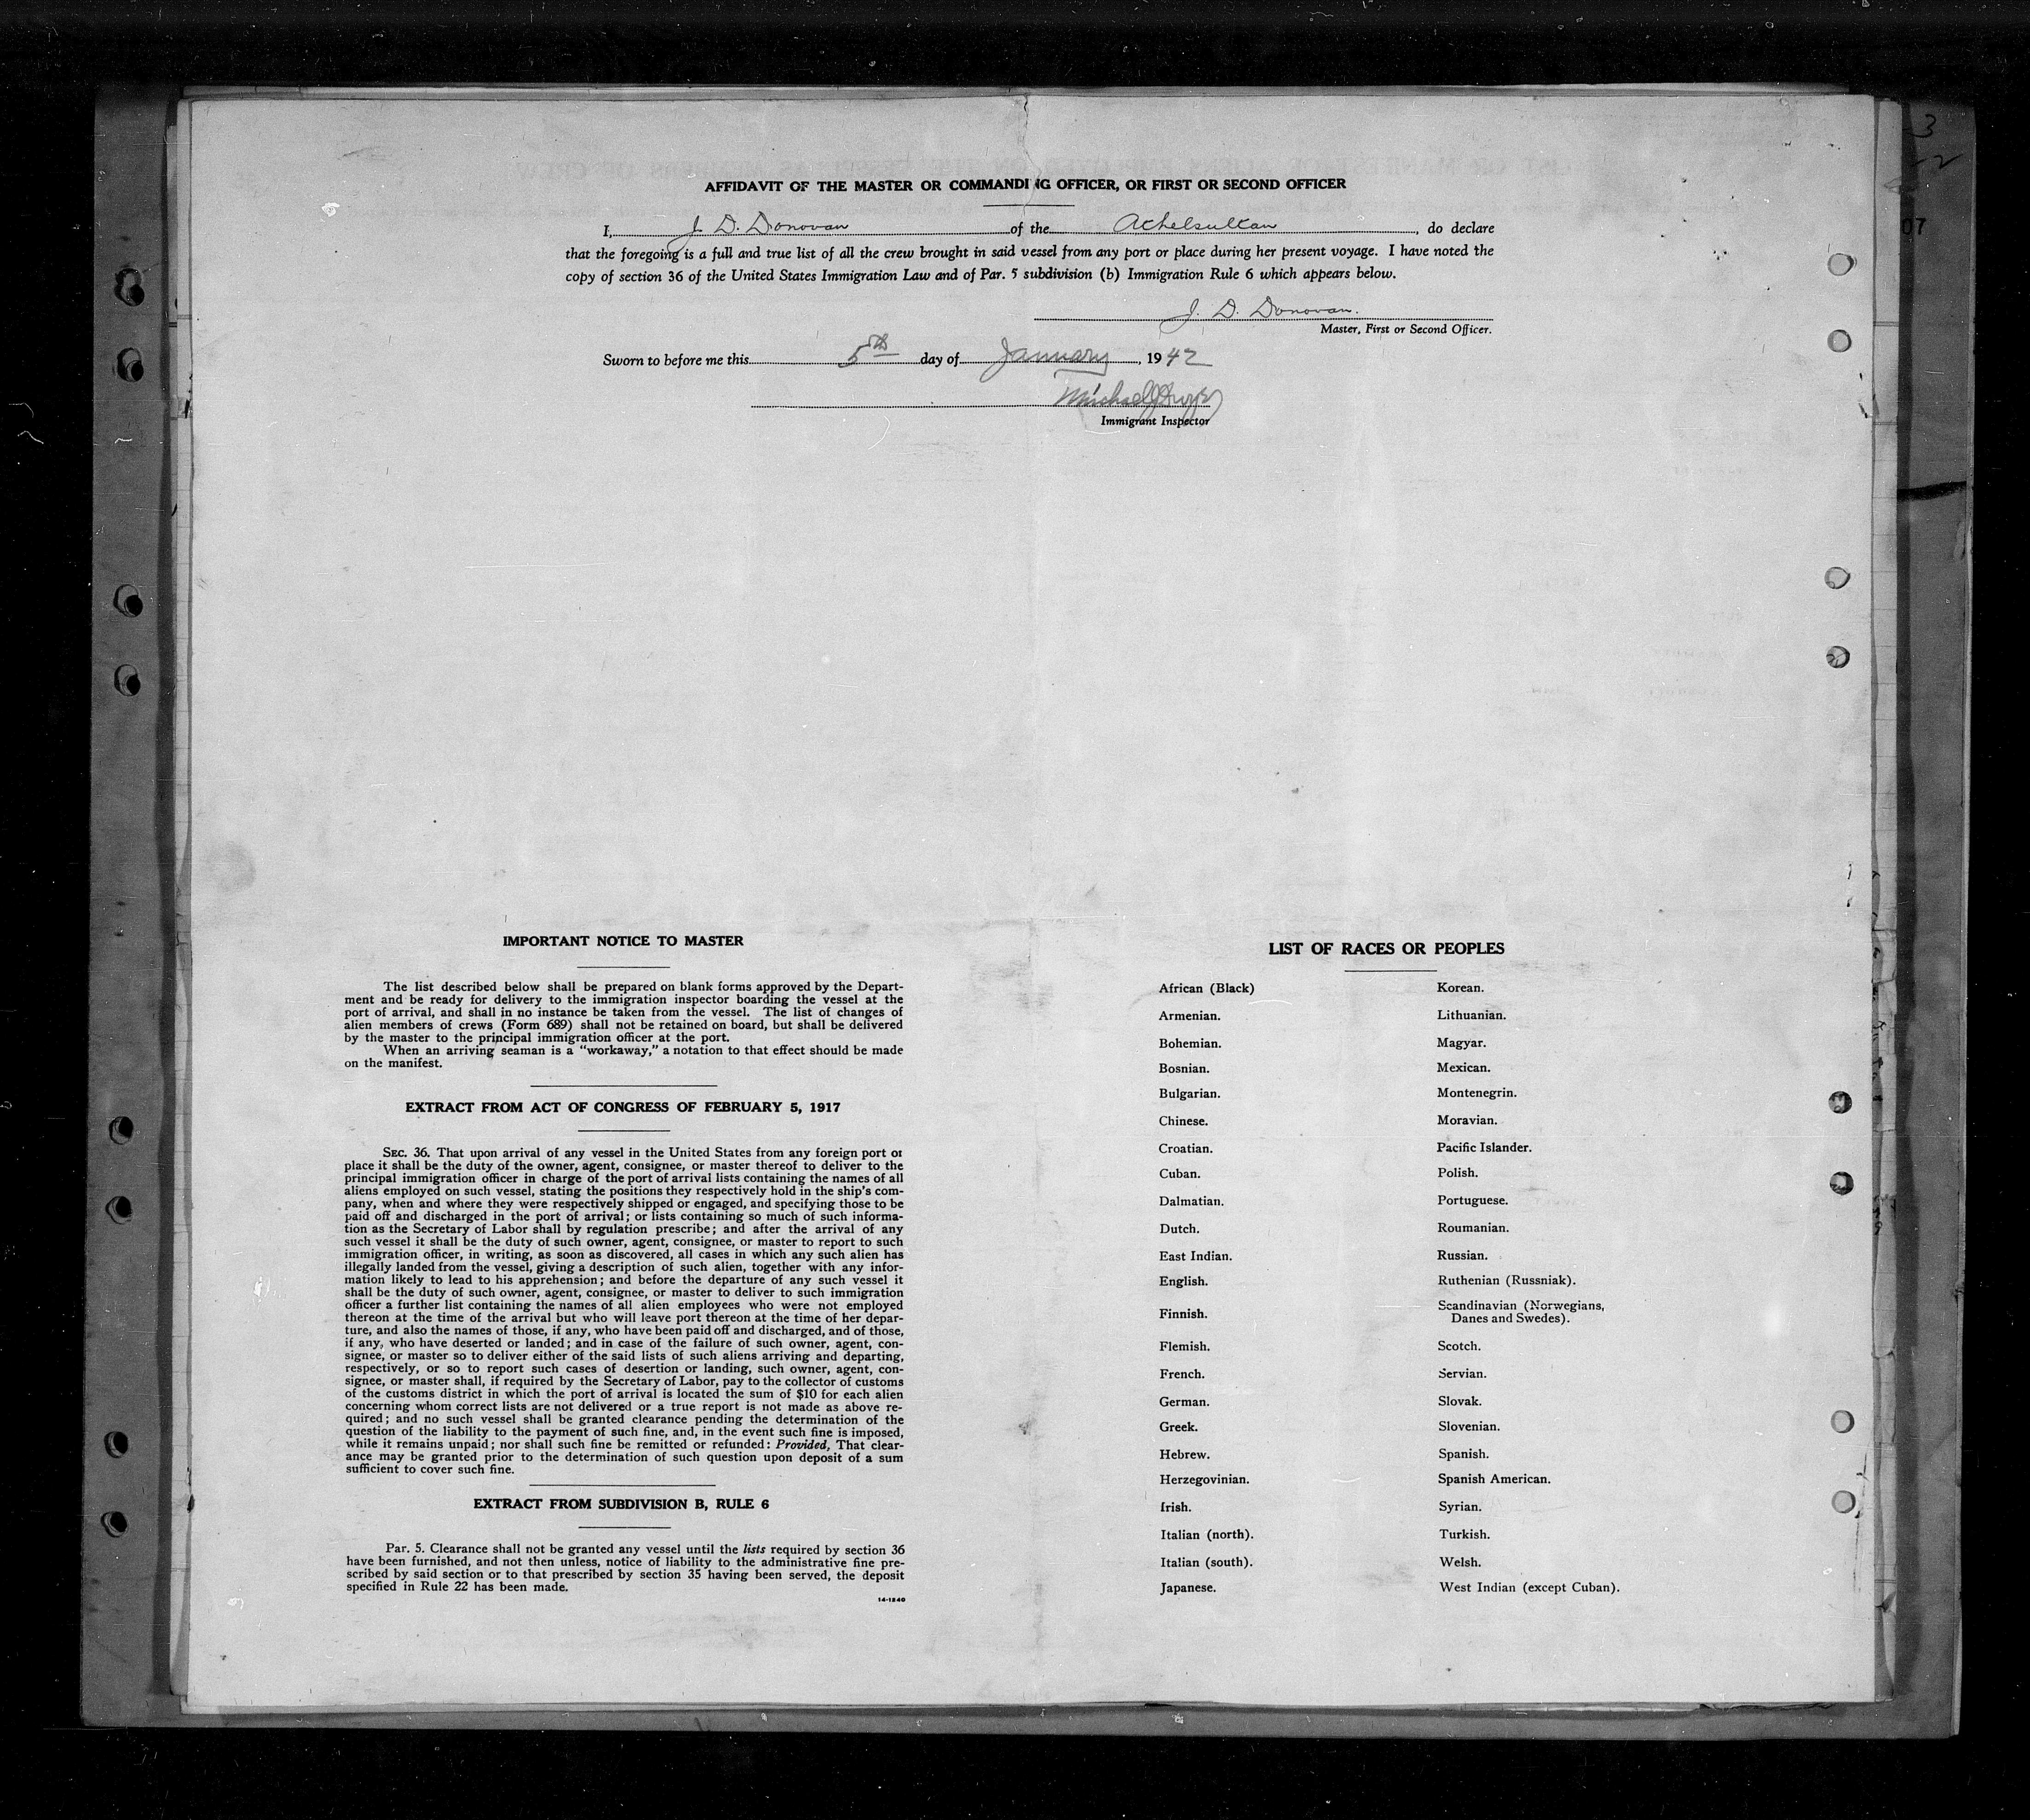 AFFIDAVIT OF THE MASTER OR COMMANDING OFFICER, OR FIRST OR SECOND OFFICER
I, J. D. Donovan of the Athelsultan, do declare
that the foregoing is a full and true list of all the crew brought in said vessel from any port or place during her present voyage. I have noted the
copy of section 36 of the United States Immigration Law and of Par. 5 subdivision (b) Immigration Rule 6 which appears below.
J. D. Donovan.
Master, First or Second Officer.
Sworn to before me this 5th day of January, 1942
Michael J.
Immigrant Inspector
3
07
IMPORTANT NOTICE TO MASTER
The list described below shall be prepared on blank forms approved by the Depart-
ment and be ready for delivery to the immigration inspector boarding the vessel at the
port of arrival, and shall in no instance be taken from the vessel. The list of changes of
alien members of crews (Form 689) shall not be retained on board, but shall be delivered
by the master to the principal immigration officer at the port.
When an arriving seaman is a "workaway," a notation to that effect should be made
on the manifest.
EXTRACT FROM ACT OF CONGRESS OF FEBRUARY 5, 1917
SEC. 36. That upon arrival of any vessel in the United States from any foreign port or
place it shall be the duty of the owner, agent, consignee, or master thereof to deliver to the
principal immigration officer in charge of the port of arrival lists containing the names of all
aliens employed on such vessel, stating the positions they respectively hold in the ship's com-
pany, when and where they were respectively shipped or engaged, and specifying those to be
paid off and discharged in the port of arrival; or lists containing so much of such informa-
tion as the Secretary of Labor shall by regulation prescribe; and after the arrival of any
such vessel it shall be the duty of such owner, agent, consignee, or master to report to such
immigration officer, in writing, as soon as discovered, all cases in which any such alien has
illegally landed from the vessel, giving a description of such alien, together with any infor-
mation likely to lead to his apprehension; and before the departure of any such vessel it
shall be the duty of such owner, agent, consignee, or master to deliver to such immigration
officer a further list containing the names of all alien employees who were not employed
thereon at the time of the arrival but who will leave port thereon at the time of her depar-
ture, and also the names of those, if any, who have been paid off and discharged, and of those,
if any, who have deserted or landed; and in case of the failure of such owner, agent, con-
signee, or master so to deliver either of the said lists of such aliens arriving and departing,
respectively, or so to report such cases of desertion or landing, such owner, agent, con-
signee, or master shall, if required by the Secretary of Labor, pay to the collector of customs
of the customs district in which the port of arrival is located the sum of $10 for each alien
concerning whom correct lists are not delivered or a true report is not made as above re-
quired; and no such vessel shall be granted clearance pending the determination of the
question of the liability to the payment of such fine, and, in the event such fine is imposed,
while it remains unpaid; nor shall such fine be remitted or refunded: Provided, That clear-
ance may be granted prior to the determination of such question upon deposit of a sum
sufficient to cover such fine.
EXTRACT FROM SUBDIVISION B, RULE 6
Par. 5. Clearance shall not be granted any vessel until the lists required by section 36
have been furnished, and not then unless, notice of liability to the administrative fine pre-
scribed by said section or to that prescribed by section 35 having been served, the deposit
specified in Rule 22 has been made.
14-1240
LIST OF RACES OR PEOPLES
African (Black)
Armenian.
Bohemian.
Bosnian.
Bulgarian.
Chinese.
Croatian.
Cuban.
Dalmatian.
Dutch.
East Indian.
English.
Finnish.
Flemish.
French.
German.
Greek.
Hebrew.
Herzegovinian.
Irish.
Italian (north).
Italian (south).
Japanese.
Korean.
Lithuanian.
Magyar.
Mexican.
Montenegrin.
Moravian.
Pacific Islander.
Polish.
Portuguese.
Roumanian.
Russian.
Ruthenian (Russniak).
Scandinavian (Norwegians,
Danes and Swedes).
Scotch.
Servian.
Slovak.
Slovenian.
Spanish.
Spanish American.
Syrian.
Turkish.
Welsh.
West Indian (except Cuban).